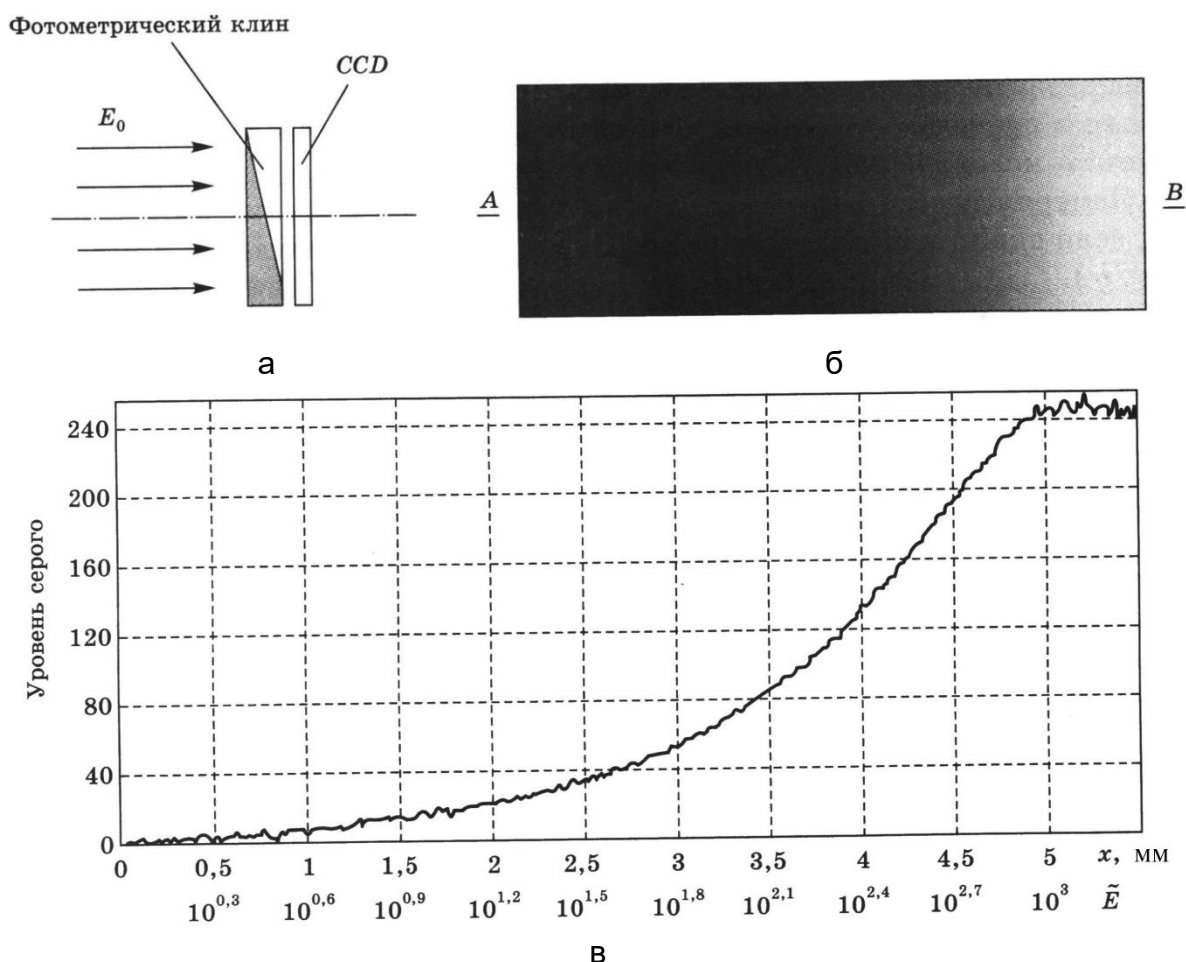 Фотометрический клин
CCD
E₀
A
B
а
б
Уровень серого
240
200
160
120
80
40
0
0 0,5 1 1,5 2 2,5 3 3,5 4 4,5 5 x, мм
10^0,3 10^0,6 10^0,9 10^1,2 10^1,5 10^1,8 10^2,1 10^2,4 10^2,7 10^3 Ẽ
в